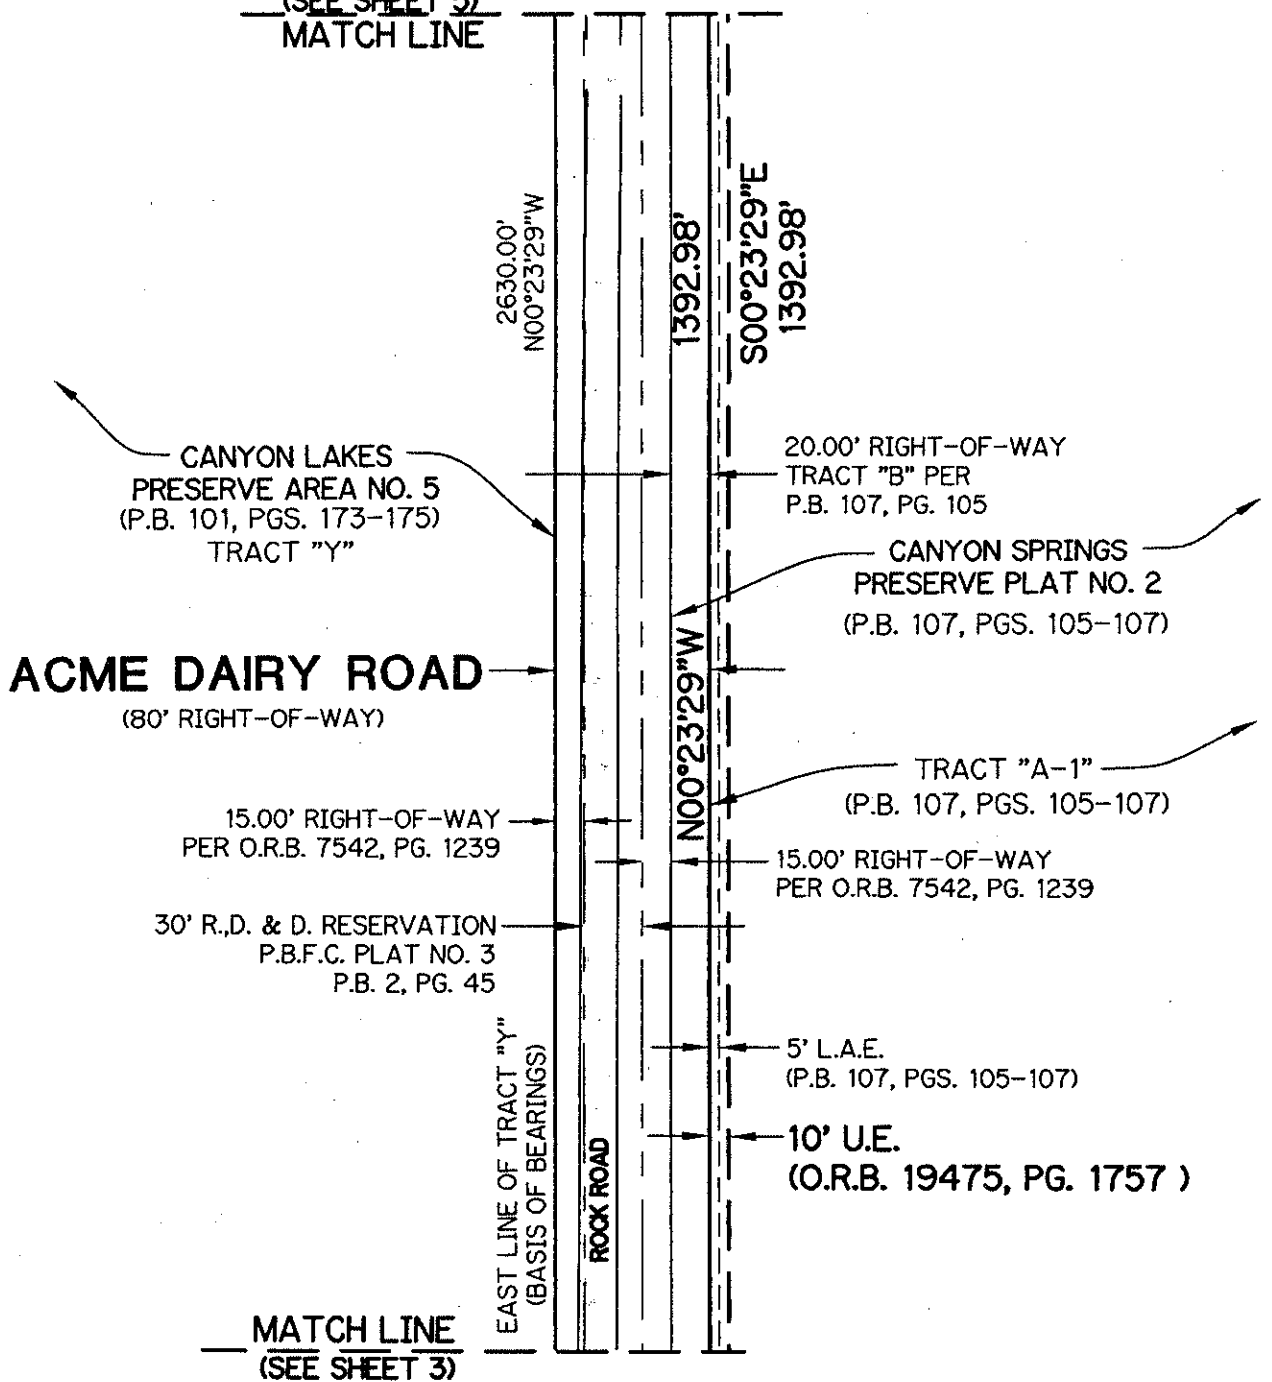 (SEE SHEET 5)
MATCH LINE
2630.00'
N00°23'29"W
1392.98'
S00°23'29"E
1392.98'
CANYON LAKES
PRESERVE AREA NO. 5
(P.B. 101, PGS. 173-175)
TRACT "Y"
20.00' RIGHT-OF-WAY
TRACT "B" PER
P.B. 107, PG. 105
CANYON SPRINGS
PRESERVE PLAT NO. 2
(P.B. 107, PGS. 105-107)
ACME DAIRY ROAD
(80' RIGHT-OF-WAY)
N00°23'29"W
TRACT "A-1"
(P.B. 107, PGS. 105-107)
15.00' RIGHT-OF-WAY
PER O.R.B. 7542, PG. 1239
15.00' RIGHT-OF-WAY
PER O.R.B. 7542, PG. 1239
30' R.,D. & D. RESERVATION
P.B.F.C. PLAT NO. 3
P.B. 2, PG. 45
EAST LINE OF TRACT "Y"
(BASIS OF BEARINGS)
ROCK ROAD
5' L.A.E.
(P.B. 107, PGS. 105-107)
10' U.E.
(O.R.B. 19475, PG. 1757 )
MATCH LINE
(SEE SHEET 3)